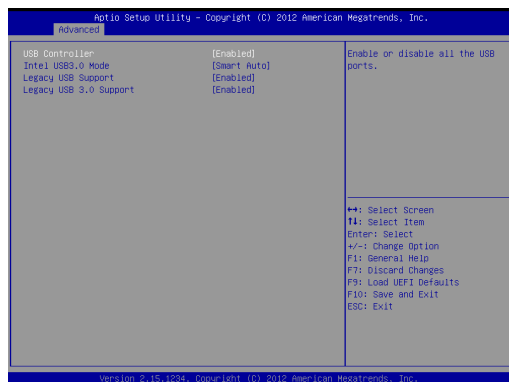 Aptio Setup Utility – Copyright (C) 2012 American Megatrends, Inc.
Advanced
USB Controller [Enabled]
Intel USB3.0 Mode [Smart Auto]
Legacy USB Support [Enabled]
Legacy USB 3.0 Support [Enabled]
Enable or disable all the USB
ports.
↔: Select Screen
↑↓: Select Item
Enter: Select
+/-: Change Option
F1: General Help
F7: Discard Changes
F9: Load UEFI Defaults
F10: Save and Exit
ESC: Exit
Version 2.15.1234. Copyright (C) 2012 American Megatrends, Inc.